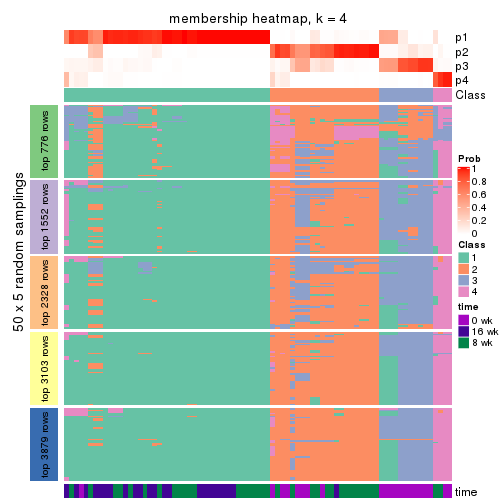 membership heatmap, k = 4
p1
p2
p3
p4
Class
50 x 5 random samplings
top 776 rows
top 1552 rows
top 2328 rows
top 3103 rows
top 3879 rows
time
Prob
1
0.8
0.6
0.4
0.2
0
Class
1
2
3
4
time
0 wk
16 wk
8 wk